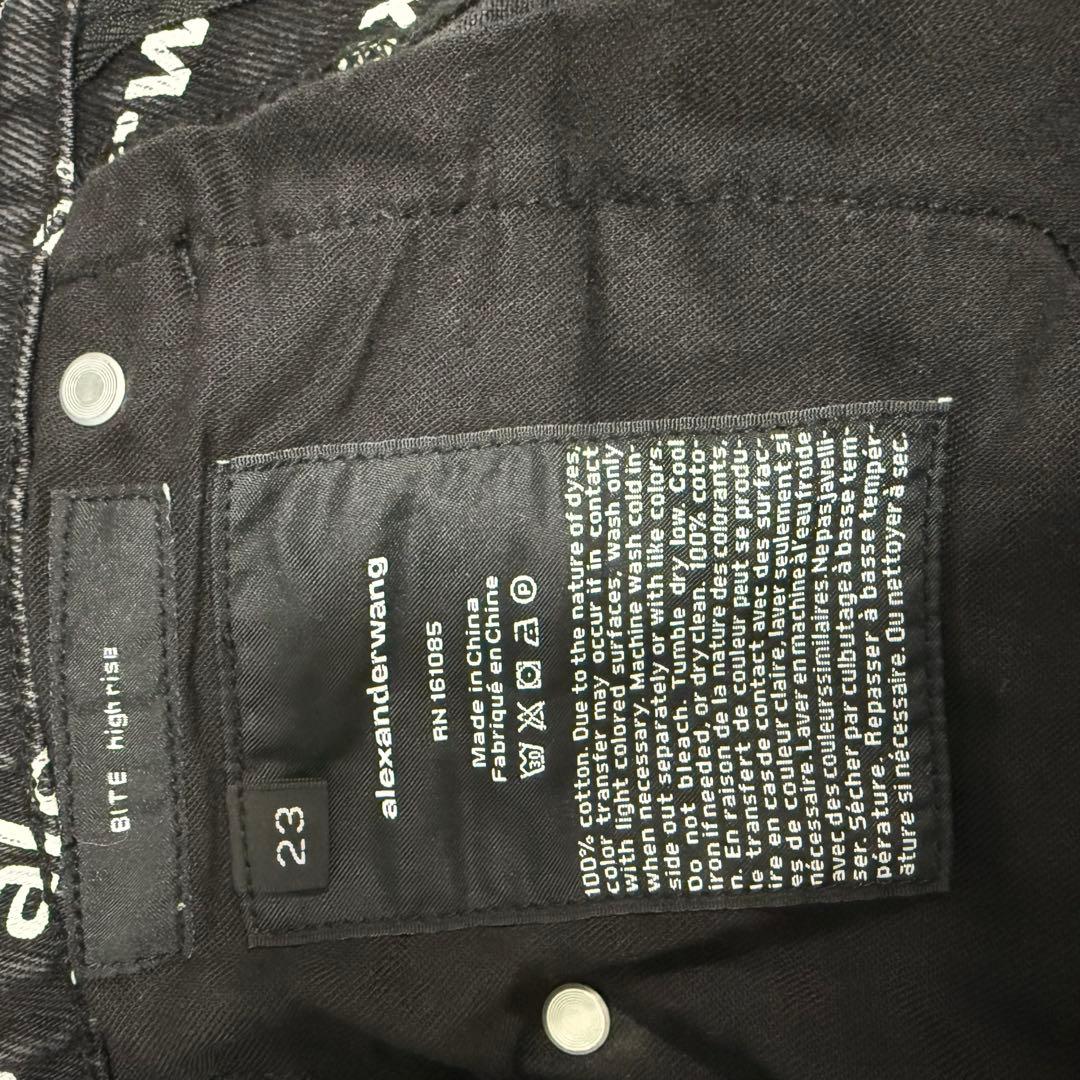 BITE high rise
23
alexanderwang
RN 161085
Made in China
Fabriqué en Chine
30 A P
100% cotton. Due to the nature of dyes,
color transfer may occur if in contact
with light colored surfaces, wash only
when necessary. Machine wash cold in-
side out separately or with like colors.
Do not bleach. Tumble dry low. Cool
iron if needed, or dry clean. 100% coto-
n. En raison de la nature des colorants,
le transfert de couleur peut se produ-
ire en cas de contact avec des surfac-
es de couleur claire, laver seulement si
nécessaire. Laver en machine à l'eau froide
avec des couleurs similaires. Ne pas javelli-
ser. Sécher par culbutage à basse tem-
pérature. Repasser à basse tempér-
ature si nécessaire. Ou nettoyer à sec.